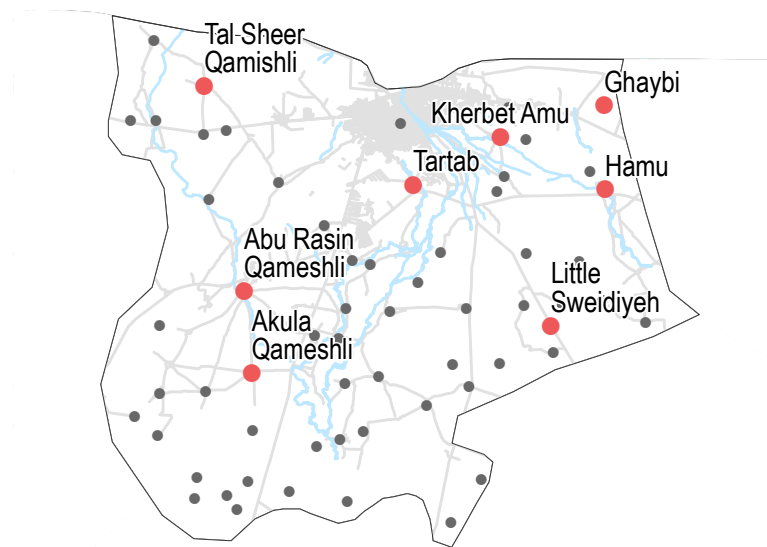 Tal Sheer
Qamishli
Ghaybi
Kherbet Amu
Tartab
Hamu
Abu Rasin
Qameshli
Little
Sweidiyeh
Akula
Qameshli